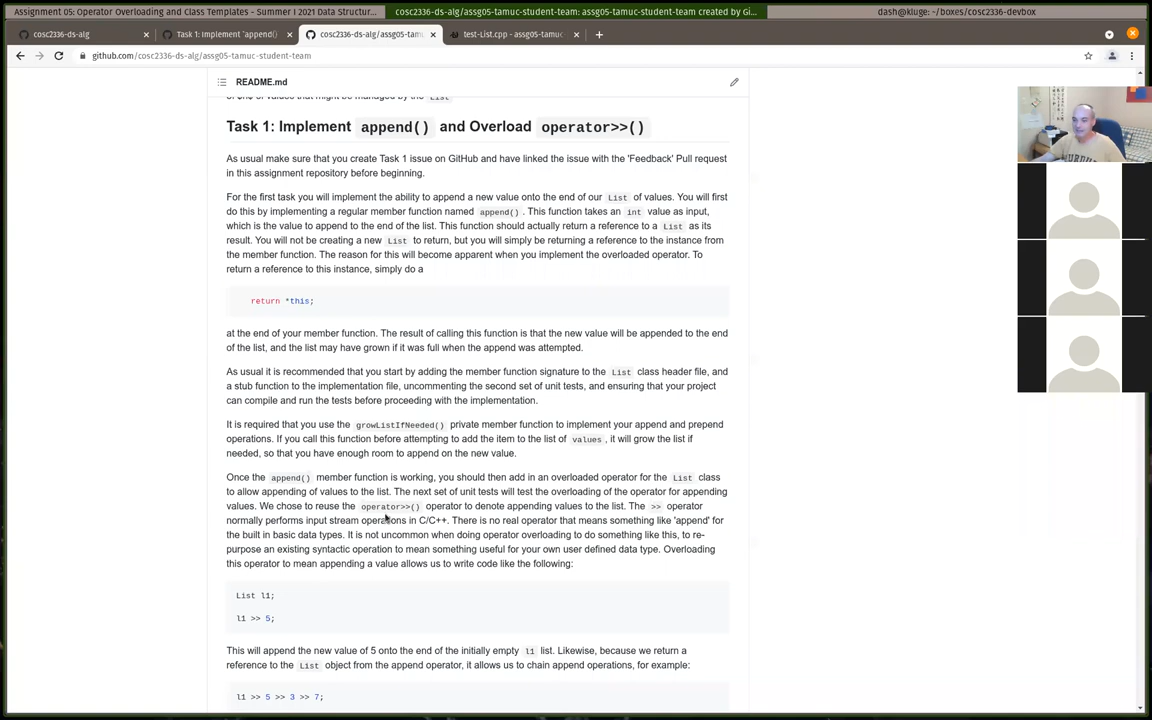 Assignment 05: Operator Overloading and Class Templates - Summer I 2021 Data Structur...
cosc2336-ds-alg/assg05-tamuc-student-team: assg05-tamuc-student-team created by Gi...
dash@kluge: ~/boxes/cosc2336-devbox
cosc2336-ds-alg
Task 1: Implement `append()
cosc2336-ds-alg/assg05-tamu
test-List.cpp - assg05-tamuc-s
github.com/cosc2336-ds-alg/assg05-tamuc-student-team
README.md
of $n$ of values that might be managed by the List
Task 1: Implement append() and Overload operator>>()
As usual make sure that you create Task 1 issue on GitHub and have linked the issue with the 'Feedback' Pull request
in this assignment repository before beginning.
For the first task you will implement the ability to append a new value onto the end of our List of values. You will first
do this by implementing a regular member function named append() . This function takes an int value as input,
which is the value to append to the end of the list. This function should actually return a reference to a List as its
result. You will not be creating a new List to return, but you will simply be returning a reference to the instance from
the member function. The reason for this will become apparent when you implement the overloaded operator. To
return a reference to this instance, simply do a
return *this;
at the end of your member function. The result of calling this function is that the new value will be appended to the end
of the list, and the list may have grown if it was full when the append was attempted.
As usual it is recommended that you start by adding the member function signature to the List class header file, and
a stub function to the implementation file, uncommenting the second set of unit tests, and ensuring that your project
can compile and run the tests before proceeding with the implementation.
It is required that you use the growListIfNeeded() private member function to implement your append and prepend
operations. If you call this function before attempting to add the item to the list of values , it will grow the list if
needed, so that you have enough room to append on the new value.
Once the append() member function is working, you should then add in an overloaded operator for the List class
to allow appending of values to the list. The next set of unit tests will test the overloading of the operator for appending
values. We chose to reuse the operator>>() operator to denote appending values to the list. The >> operator
normally performs input stream operations in C/C++. There is no real operator that means something like 'append' for
the built in basic data types. It is not uncommon when doing operator overloading to do something like this, to re-
purpose an existing syntactic operation to mean something useful for your own user defined data type. Overloading
this operator to mean appending a value allows us to write code like the following:
List l1;
l1 >> 5;
This will append the new value of 5 onto the end of the initially empty l1 list. Likewise, because we return a
reference to the List object from the append operator, it allows us to chain append operations, for example:
l1 >> 5 >> 3 >> 7;